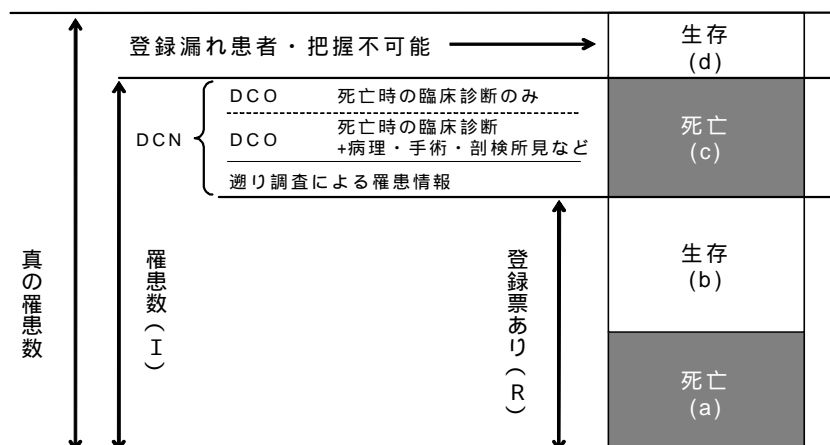 登録漏れ患者・把握不可能
生存
(d)
DCN
DCO 死亡時の臨床診断のみ
DCO 死亡時の臨床診断
+病理・手術・剖検所見など
遡り調査による罹患情報
死亡
(c)
真の罹患数
罹患数(I)
登録票あり(R)
生存
(b)
死亡
(a)